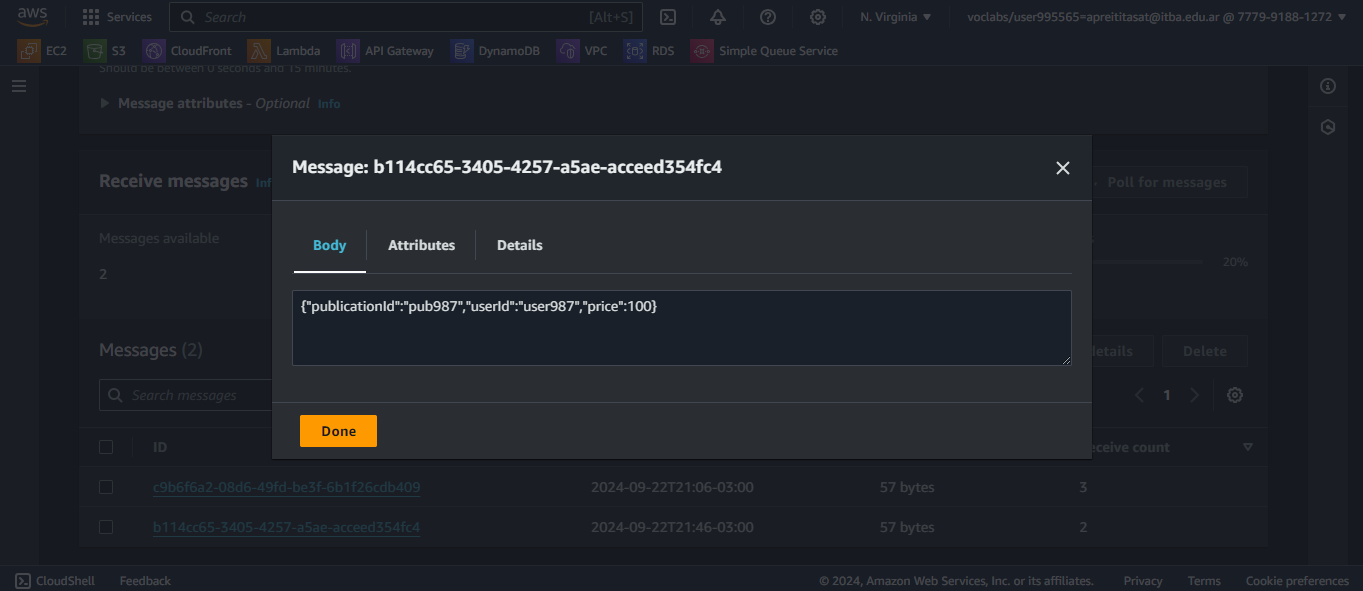 aws Services Search [Alt+S] N. Virginia voclabs/user995565=apreititasat@itba.edu.ar @ 7779-9188-1272
EC2 S3 CloudFront Lambda API Gateway DynamoDB VPC RDS Simple Queue Service
Should be between 0 seconds and 15 minutes.
Message attributes - Optional Info
Message: b114cc65-3405-4257-a5ae-acceed354fc4
Receive messages Poll for messages
Body Attributes Details
Messages available
2 20%
{"publicationId":"pub987","userId":"user987","price":100}
Messages (2) Delete
Search messages 1
Done
ID count
c9b6f6a2-08d6-49fd-be3f-6b1f26cdb409 2024-09-22T21:06-03:00 57 bytes 3
b114cc65-3405-4257-a5ae-acceed354fc4 2024-09-22T21:46-03:00 57 bytes 2
CloudShell Feedback © 2024, Amazon Web Services, Inc. or its affiliates. Privacy Terms Cookie preferences